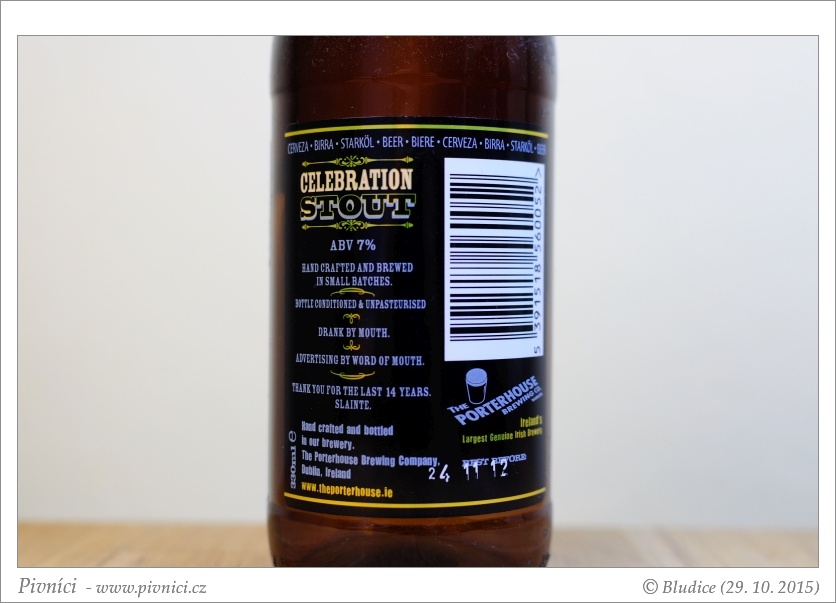 CERVEZA • BIRRA • STARKÖL • BEER • BIERE • CERVEZA • BIRRA • STARKÖL • BEER
CELEBRATION
STOUT
ABV 7%
HAND CRAFTED AND BREWED
IN SMALL BATCHES.
BOTTLE CONDITIONED & UNPASTEURISED
DRANK BY MOUTH.
ADVERTISING BY WORD OF MOUTH.
THANK YOU FOR THE LAST 14 YEARS.
SLAINTE.
Hand crafted and bottled
in our brewery.
The Porterhouse Brewing Company,
Dublin, Ireland
www.theporterhouse.ie
330ml e
5 391518 560052 >
THE
PORTERHOUSE
BREWING CO.
Ireland's
Largest Genuine Irish Brewery
BEST BEFORE:
24 11 12
Pivníci - www.pivnici.cz
© Bludice (29. 10. 2015)